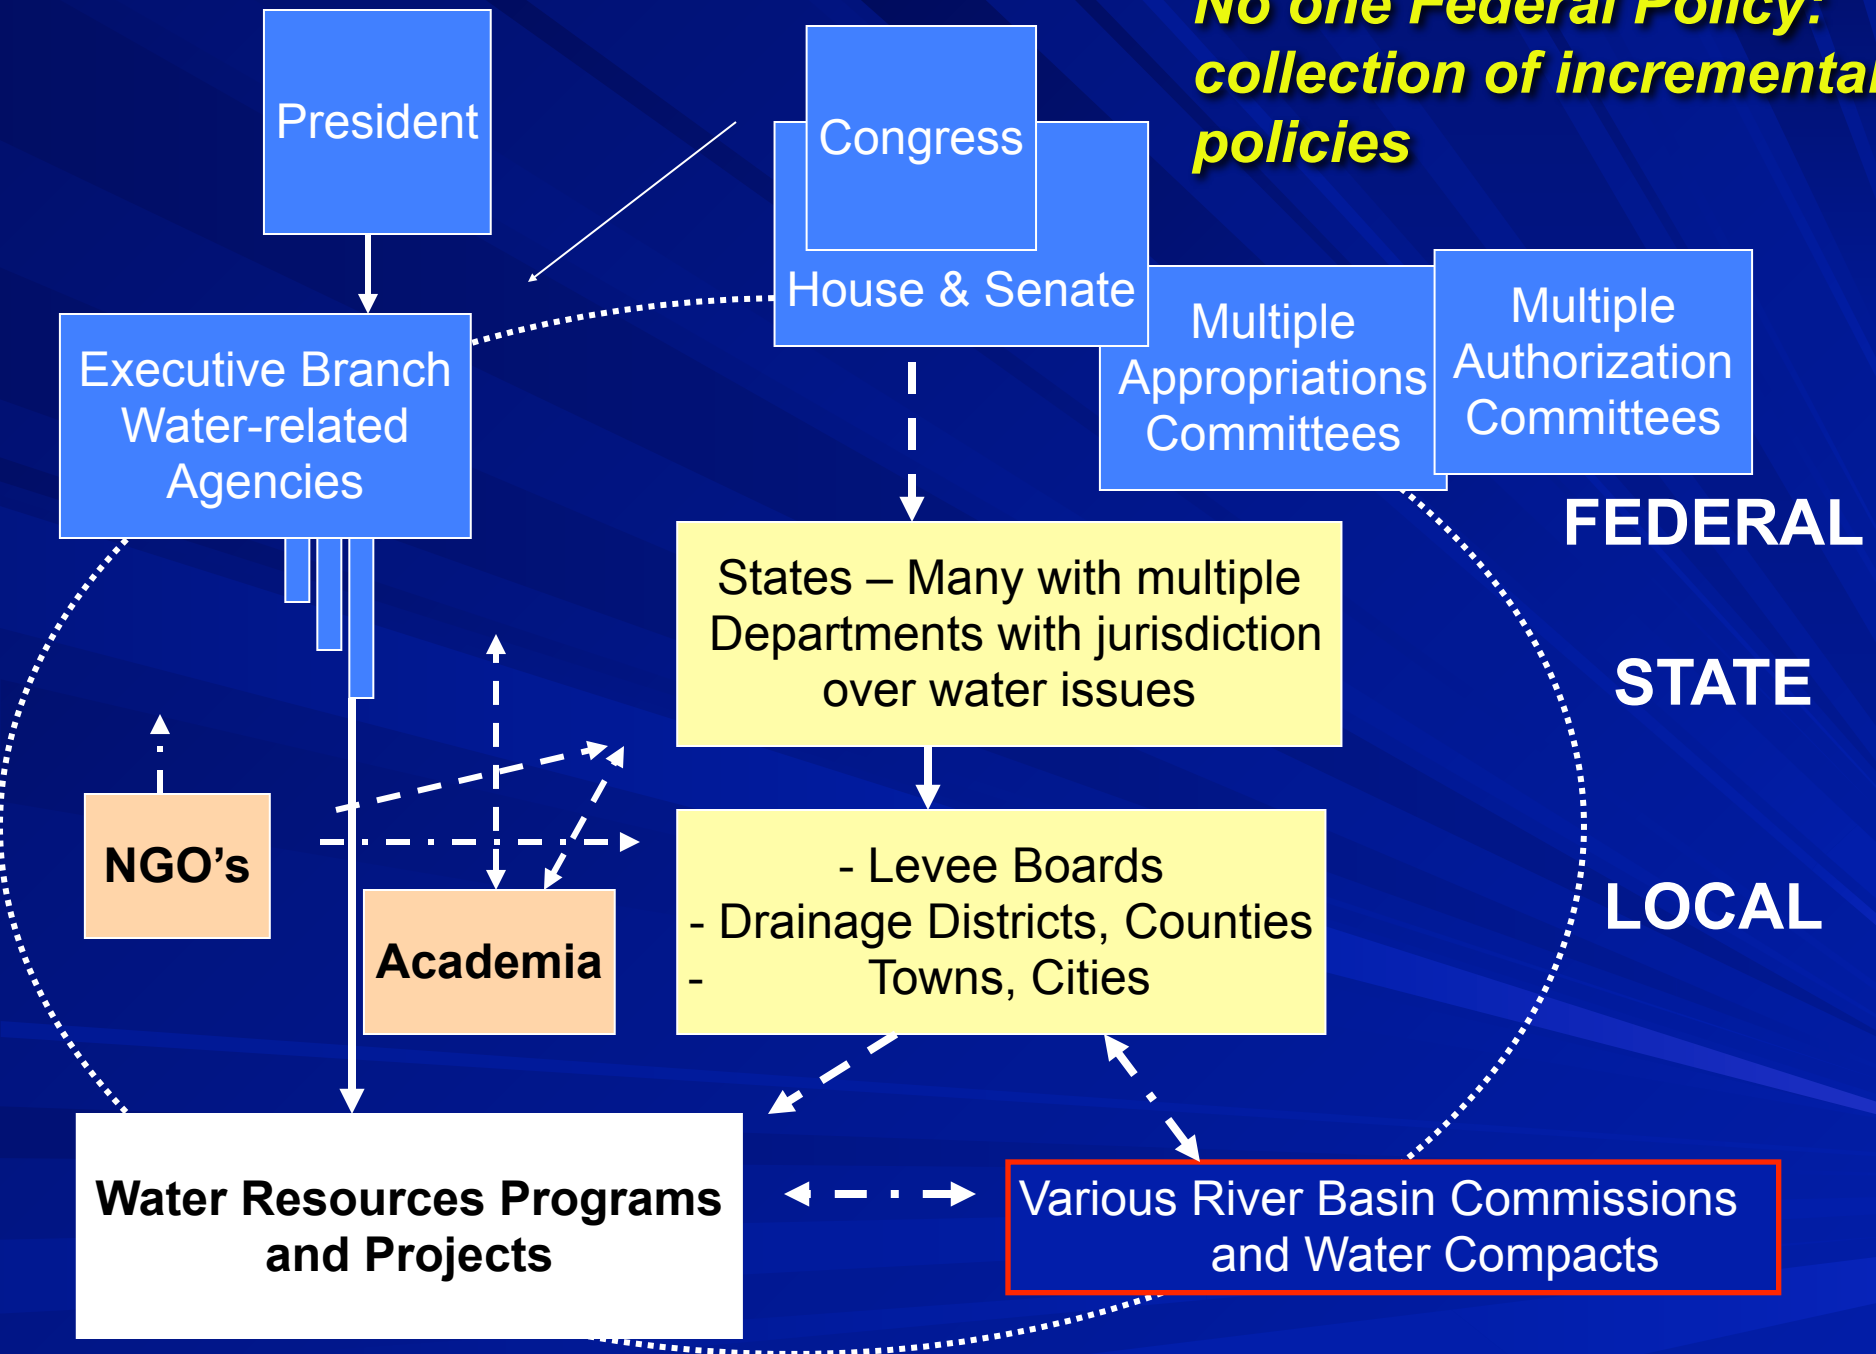 No one Federal Policy:
collection of incremental
policies
President
Congress
House & Senate
Multiple
Appropriations
Committees
Multiple
Authorization
Committees
Executive Branch
Water-related
Agencies
FEDERAL
States – Many with multiple
Departments with jurisdiction
over water issues
STATE
NGO’s
Academia
- Levee Boards
- Drainage Districts, Counties
- Towns, Cities
LOCAL
Water Resources Programs
and Projects
Various River Basin Commissions
and Water Compacts